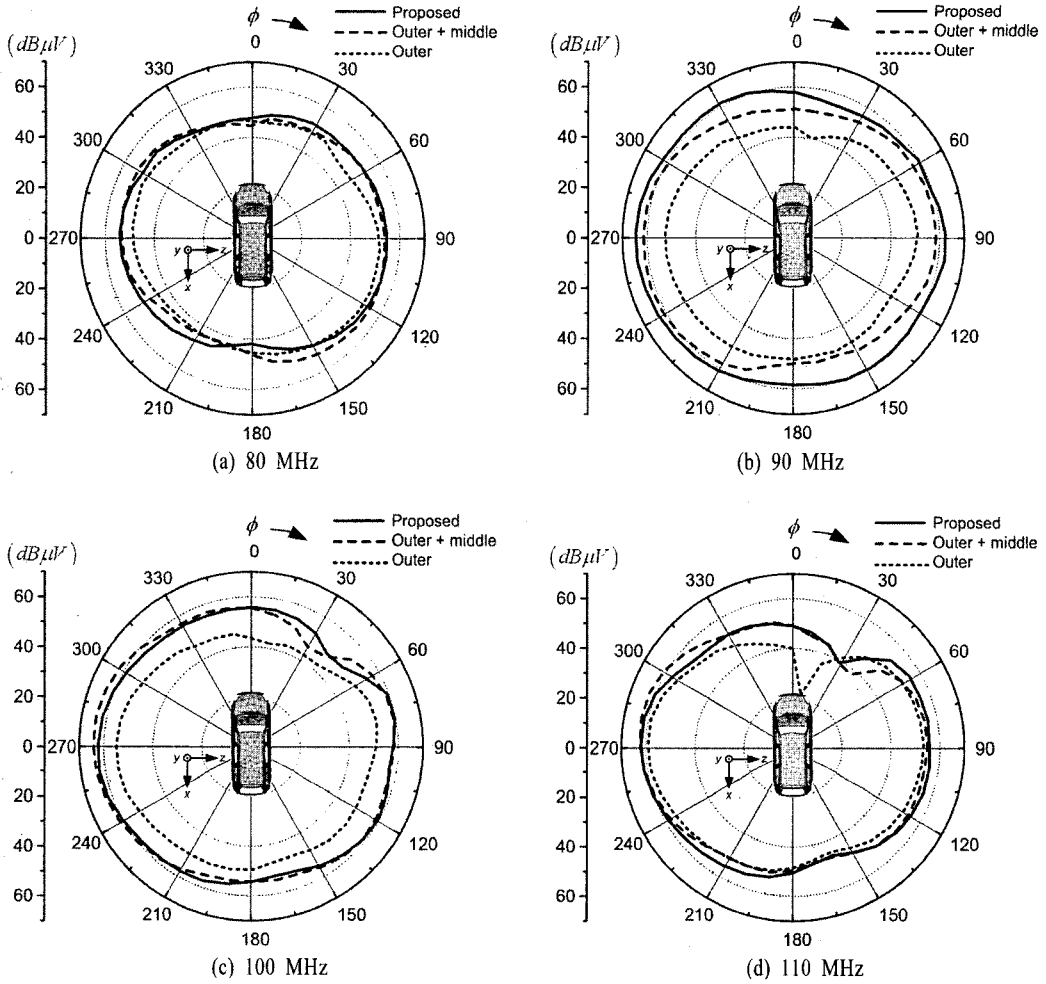 ϕ
Proposed
Outer + middle
Outer
(dBμV)
0
330
30
300
60
270
90
240
120
210
150
180
70
60
40
20
0
20
40
60
y
z
x
(a) 80 MHz
ϕ
Proposed
Outer + middle
Outer
(dBμV)
0
330
30
300
60
270
90
240
120
210
150
180
60
40
20
0
20
40
60
y
z
x
(b) 90 MHz
ϕ
Proposed
Outer + middle
Outer
(dBμV)
0
330
30
300
60
270
90
240
120
210
150
180
60
40
20
0
20
40
60
y
z
x
(c) 100 MHz
ϕ
Proposed
Outer + middle
Outer
(dBμV)
0
330
30
300
60
270
90
240
120
210
150
180
60
40
20
0
20
40
60
y
z
x
(d) 110 MHz